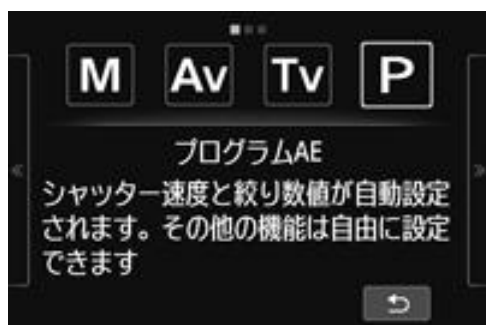 M Av Tv P
プログラムAE
シャッター速度と絞り数値が自動設定
されます。その他の機能は自由に設定
できます